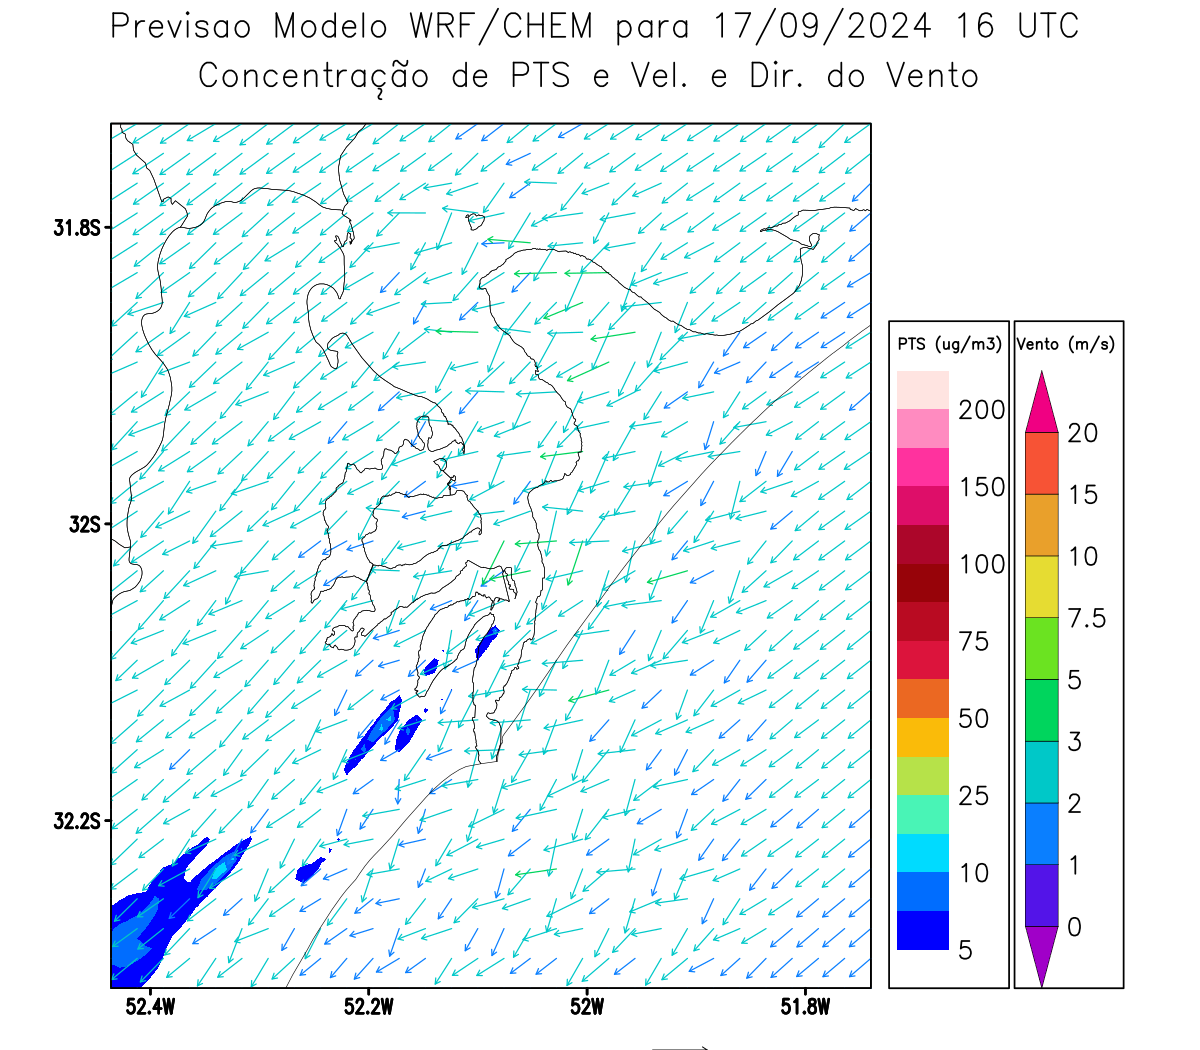 Previsao Modelo WRF/CHEM para 17/09/2024 16 UTC
Concentração de PTS e Vel. e Dir. do Vento
31.8S
32S
32.2S
52.4W 52.2W 52W 51.8W
PTS (ug/m3)
200
150
100
75
50
25
10
5
Vento (m/s)
20
15
10
7.5
5
3
2
1
0